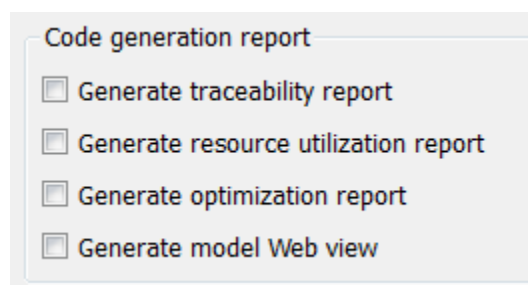 Code generation report
Generate traceability report
Generate resource utilization report
Generate optimization report
Generate model Web view